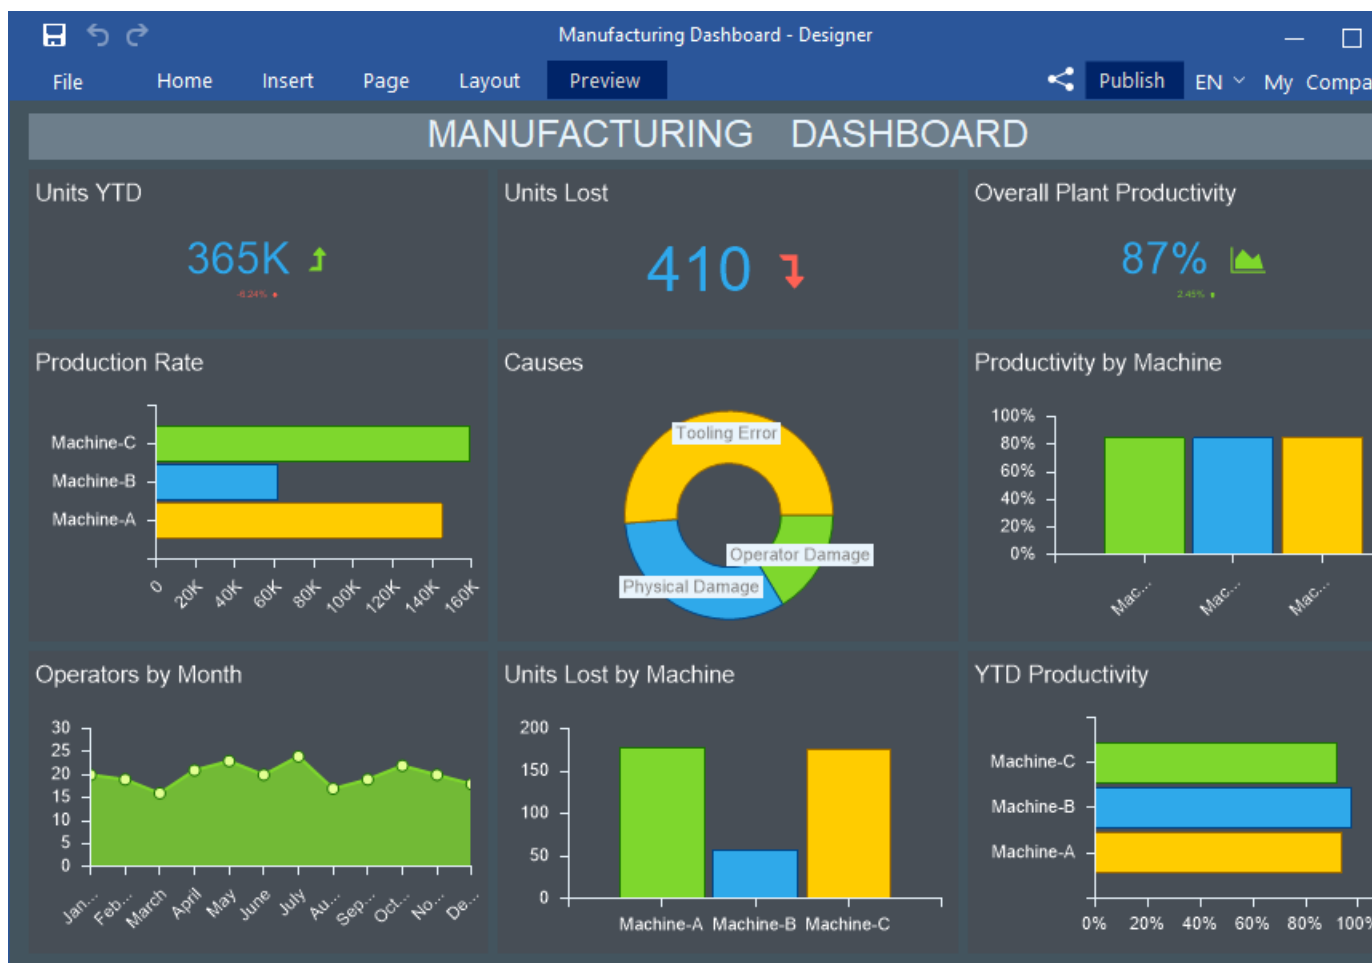 Manufacturing Dashboard - Designer
File Home Insert Page Layout Preview Publish EN My Compa
MANUFACTURING DASHBOARD
Units YTD
365K
-6.24%
Units Lost
410
Overall Plant Productivity
87%
2.45%
Production Rate
Machine-C
Machine-B
Machine-A
0 20K 40K 60K 80K 100K 120K 140K 160K
Causes
Tooling Error
Operator Damage
Physical Damage
Productivity by Machine
100%
80%
60%
40%
20%
0%
Mac... Mac... Mac...
Operators by Month
30
25
20
15
10
5
0
Jan... Feb... March April May June July Au... Sep... Oct... No... De...
Units Lost by Machine
200
150
100
50
0
Machine-A Machine-B Machine-C
YTD Productivity
Machine-C
Machine-B
Machine-A
0% 20% 40% 60% 80% 100%